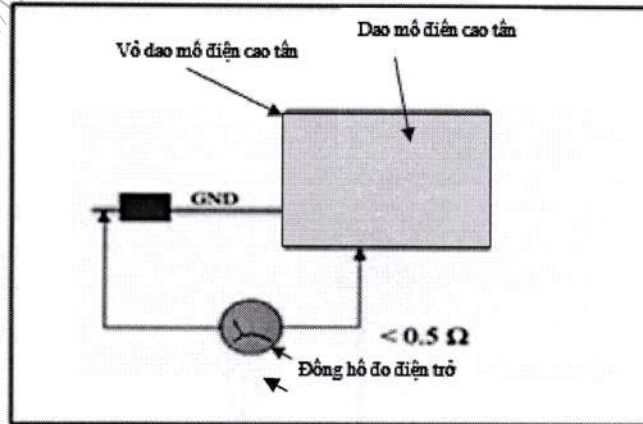 Dao mổ điện cao tần
Vỏ dao mổ điện cao tần
GND
< 0.5 Ω
Đồng hồ đo điện trở